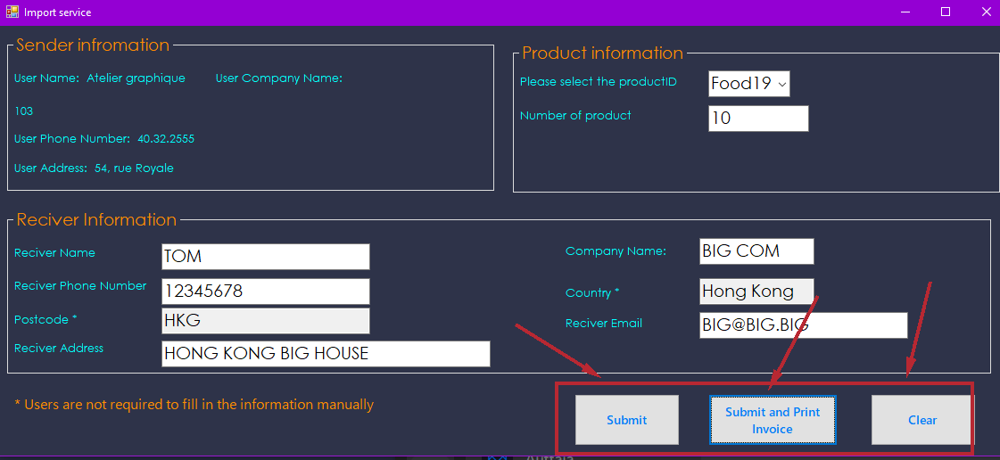 Import service
Sender infromation
User Name: Atelier graphique User Company Name:
103
User Phone Number: 40.32.2555
User Address: 54, rue Royale
Product information
Please select the productID Food19
Number of product 10
Reciver Information
Reciver Name TOM
Reciver Phone Number 12345678
Postcode * HKG
Reciver Address HONG KONG BIG HOUSE
Company Name: BIG COM
Country * Hong Kong
Reciver Email BIG@BIG.BIG
* Users are not required to fill in the information manually
Submit
Submit and Print
Invoice
Clear